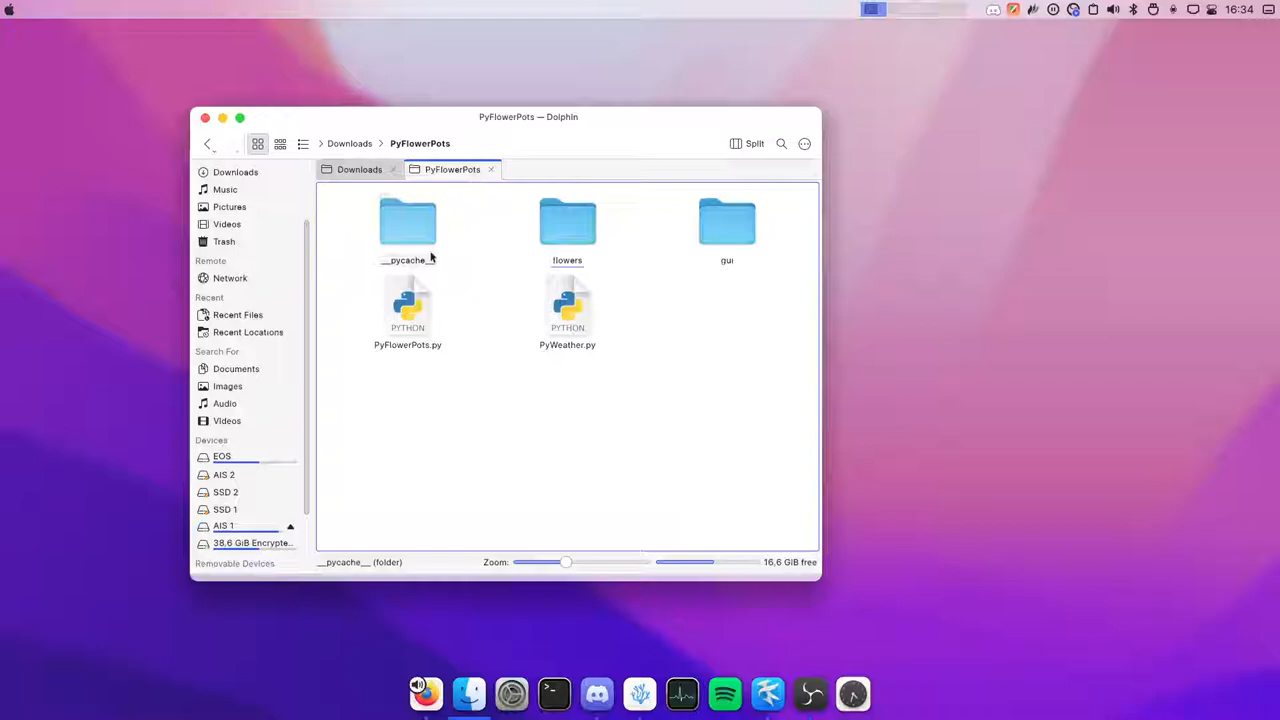 16:34
PyFlowerPots — Dolphin
Downloads
PyFlowerPots
Split
Downloads
Music
Pictures
Videos
Trash
Remote
Network
Recent
Recent Files
Recent Locations
Search For
Documents
Images
Audio
Videos
Devices
EOS
AIS 2
SSD 2
SSD 1
AIS 1
38,6 GiB Encrypte...
Removable Devices
Downloads
PyFlowerPots
__pycache__
flowers
gui
PYTHON
PYTHON
PyFlowerPots.py
PyWeather.py
__pycache__ (folder)
Zoom:
16,6 GiB free